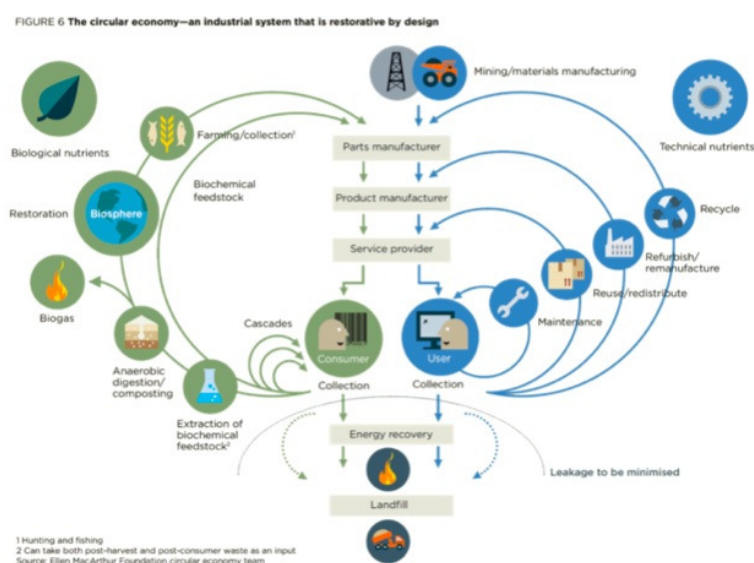 FIGURE 6 The circular economy—an industrial system that is restorative by design
Mining/materials manufacturing
Biological nutrients
Farming/collection¹
Parts manufacturer
Technical nutrients
Biochemical
feedstock
Product manufacturer
Restoration
Biosphere
Recycle
Service provider
Refurbish/
remanufacture
Reuse/redistribute
Biogas
Cascades
Maintenance
Consumer
User
Anaerobic
digestion/
composting
Collection
Collection
Extraction of
biochemical
feedstock²
Energy recovery
Leakage to be minimised
Landfill
1 Hunting and fishing
2 Can take both post-harvest and post-consumer waste as an input
Source: Ellen MacArthur Foundation circular economy team